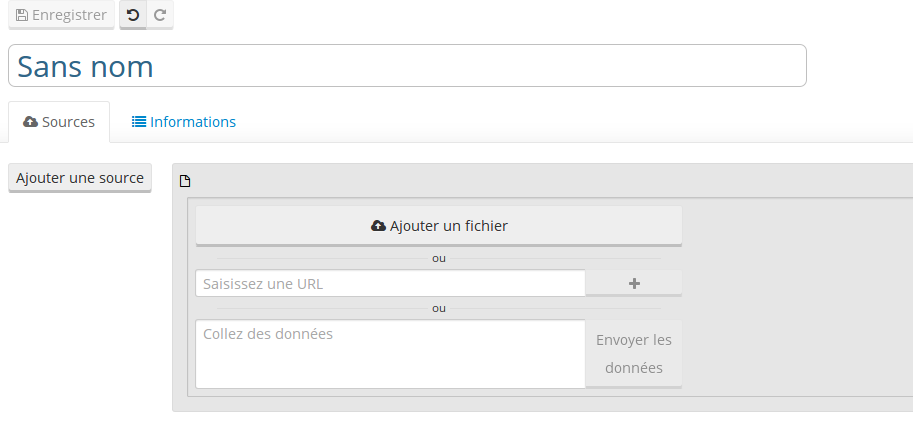 Enregistrer
Sans nom
Sources Informations
Ajouter une source
Ajouter un fichier
ou
Saisissez une URL
ou
Collez des données
Envoyer les
données